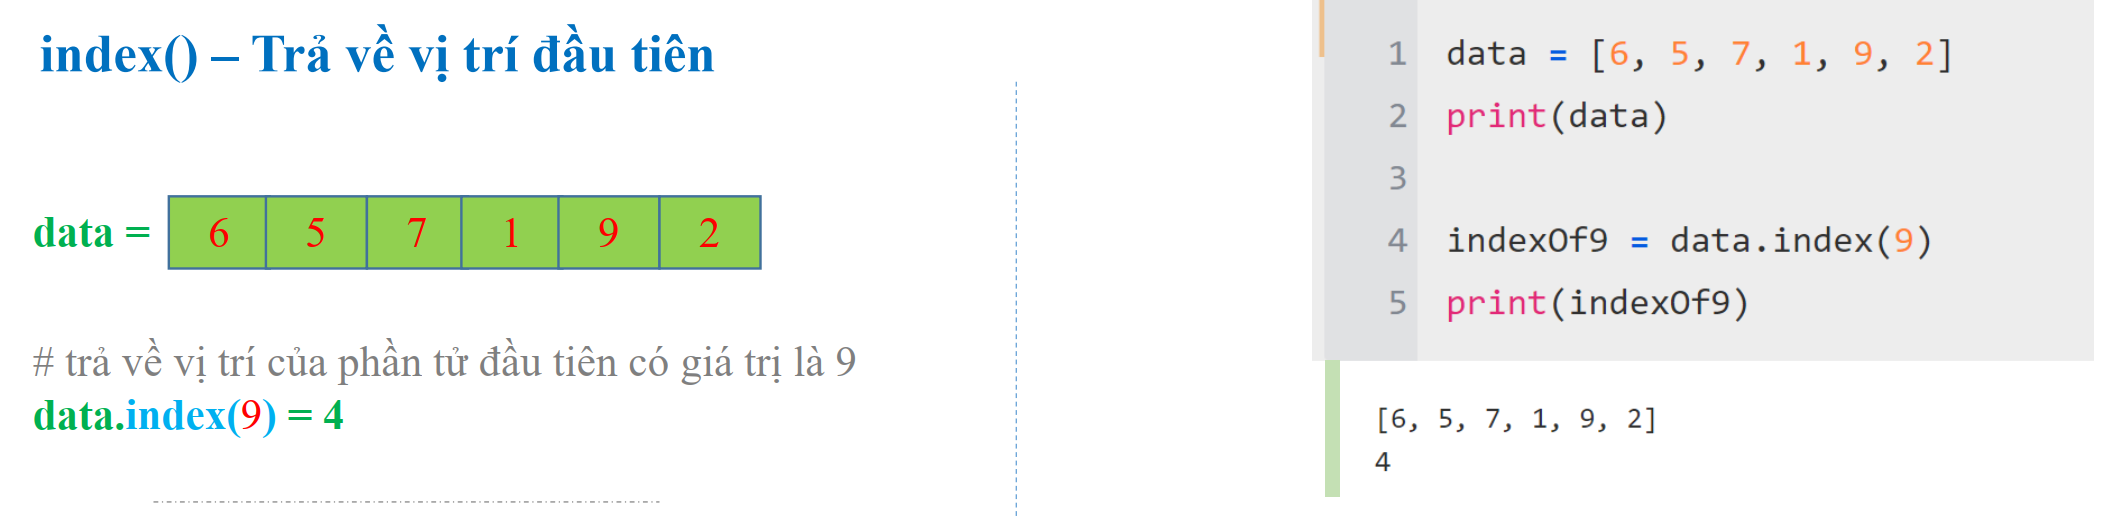 index() – Trả về vị trí đầu tiên
data = 6 5 7 1 9 2
# trả về vị trí của phần tử đầu tiên có giá trị là 9
data.index(9) = 4
1 data = [6, 5, 7, 1, 9, 2]
2 print(data)
3
4 indexOf9 = data.index(9)
5 print(indexOf9)
[6, 5, 7, 1, 9, 2]
4